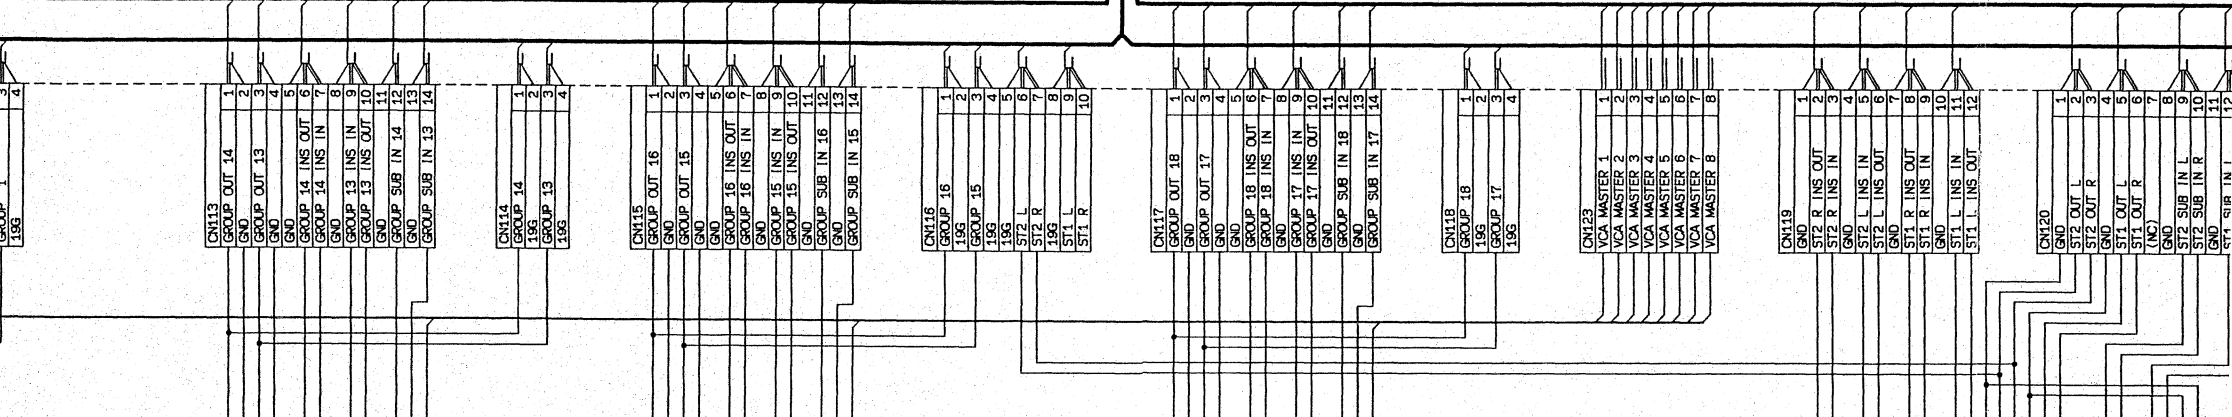 3
4
GROUP 1
19G
CN113
1 GROUP OUT 14
2 GND
3 GROUP OUT 13
4 GND
5 GND
6 GROUP 14 INS OUT
7 GROUP 14 INS IN
8 GND
9 GROUP 13 INS IN
10 GROUP 13 INS OUT
11 GND
12 GROUP SUB IN 14
13 GND
14 GROUP SUB IN 13
CN114
1 GROUP 14
2 19G
3 GROUP 13
4 19G
CN115
1 GROUP OUT 16
2 GND
3 GROUP OUT 15
4 GND
5 GND
6 GROUP 16 INS OUT
7 GROUP 16 INS IN
8 GND
9 GROUP 15 INS IN
10 GROUP 15 INS OUT
11 GND
12 GROUP SUB IN 16
13 GND
14 GROUP SUB IN 15
CN116
1 GROUP 16
2 19G
3 GROUP 15
4 19G
5 19G
6 ST2 L
7 ST2 R
8 19G
9 ST1 L
10 ST1 R
CN117
1 GROUP OUT 18
2 GND
3 GROUP OUT 17
4 GND
5 GND
6 GROUP 18 INS OUT
7 GROUP 18 INS IN
8 GND
9 GROUP 17 INS IN
10 GROUP 17 INS OUT
11 GND
12 GROUP SUB IN 18
13 GND
14 GROUP SUB IN 17
CN118
1 GROUP 18
2 19G
3 GROUP 17
4 19G
CN123
1 VCA MASTER 1
2 VCA MASTER 2
3 VCA MASTER 3
4 VCA MASTER 4
5 VCA MASTER 5
6 VCA MASTER 6
7 VCA MASTER 7
8 VCA MASTER 8
CN119
1 GND
2 ST2 R INS OUT
3 ST2 R INS IN
4 GND
5 ST2 L INS IN
6 ST2 L INS OUT
7 GND
8 ST1 R INS OUT
9 ST1 R INS IN
10 GND
11 ST1 L INS IN
12 ST1 L INS OUT
CN120
1 GND
2 ST2 OUT L
3 ST2 OUT R
4 GND
5 ST1 OUT L
6 ST1 OUT R
7 (NC)
8 GND
9 ST2 SUB IN L
10 ST2 SUB IN R
11 GND
12 ST1 SUB IN L